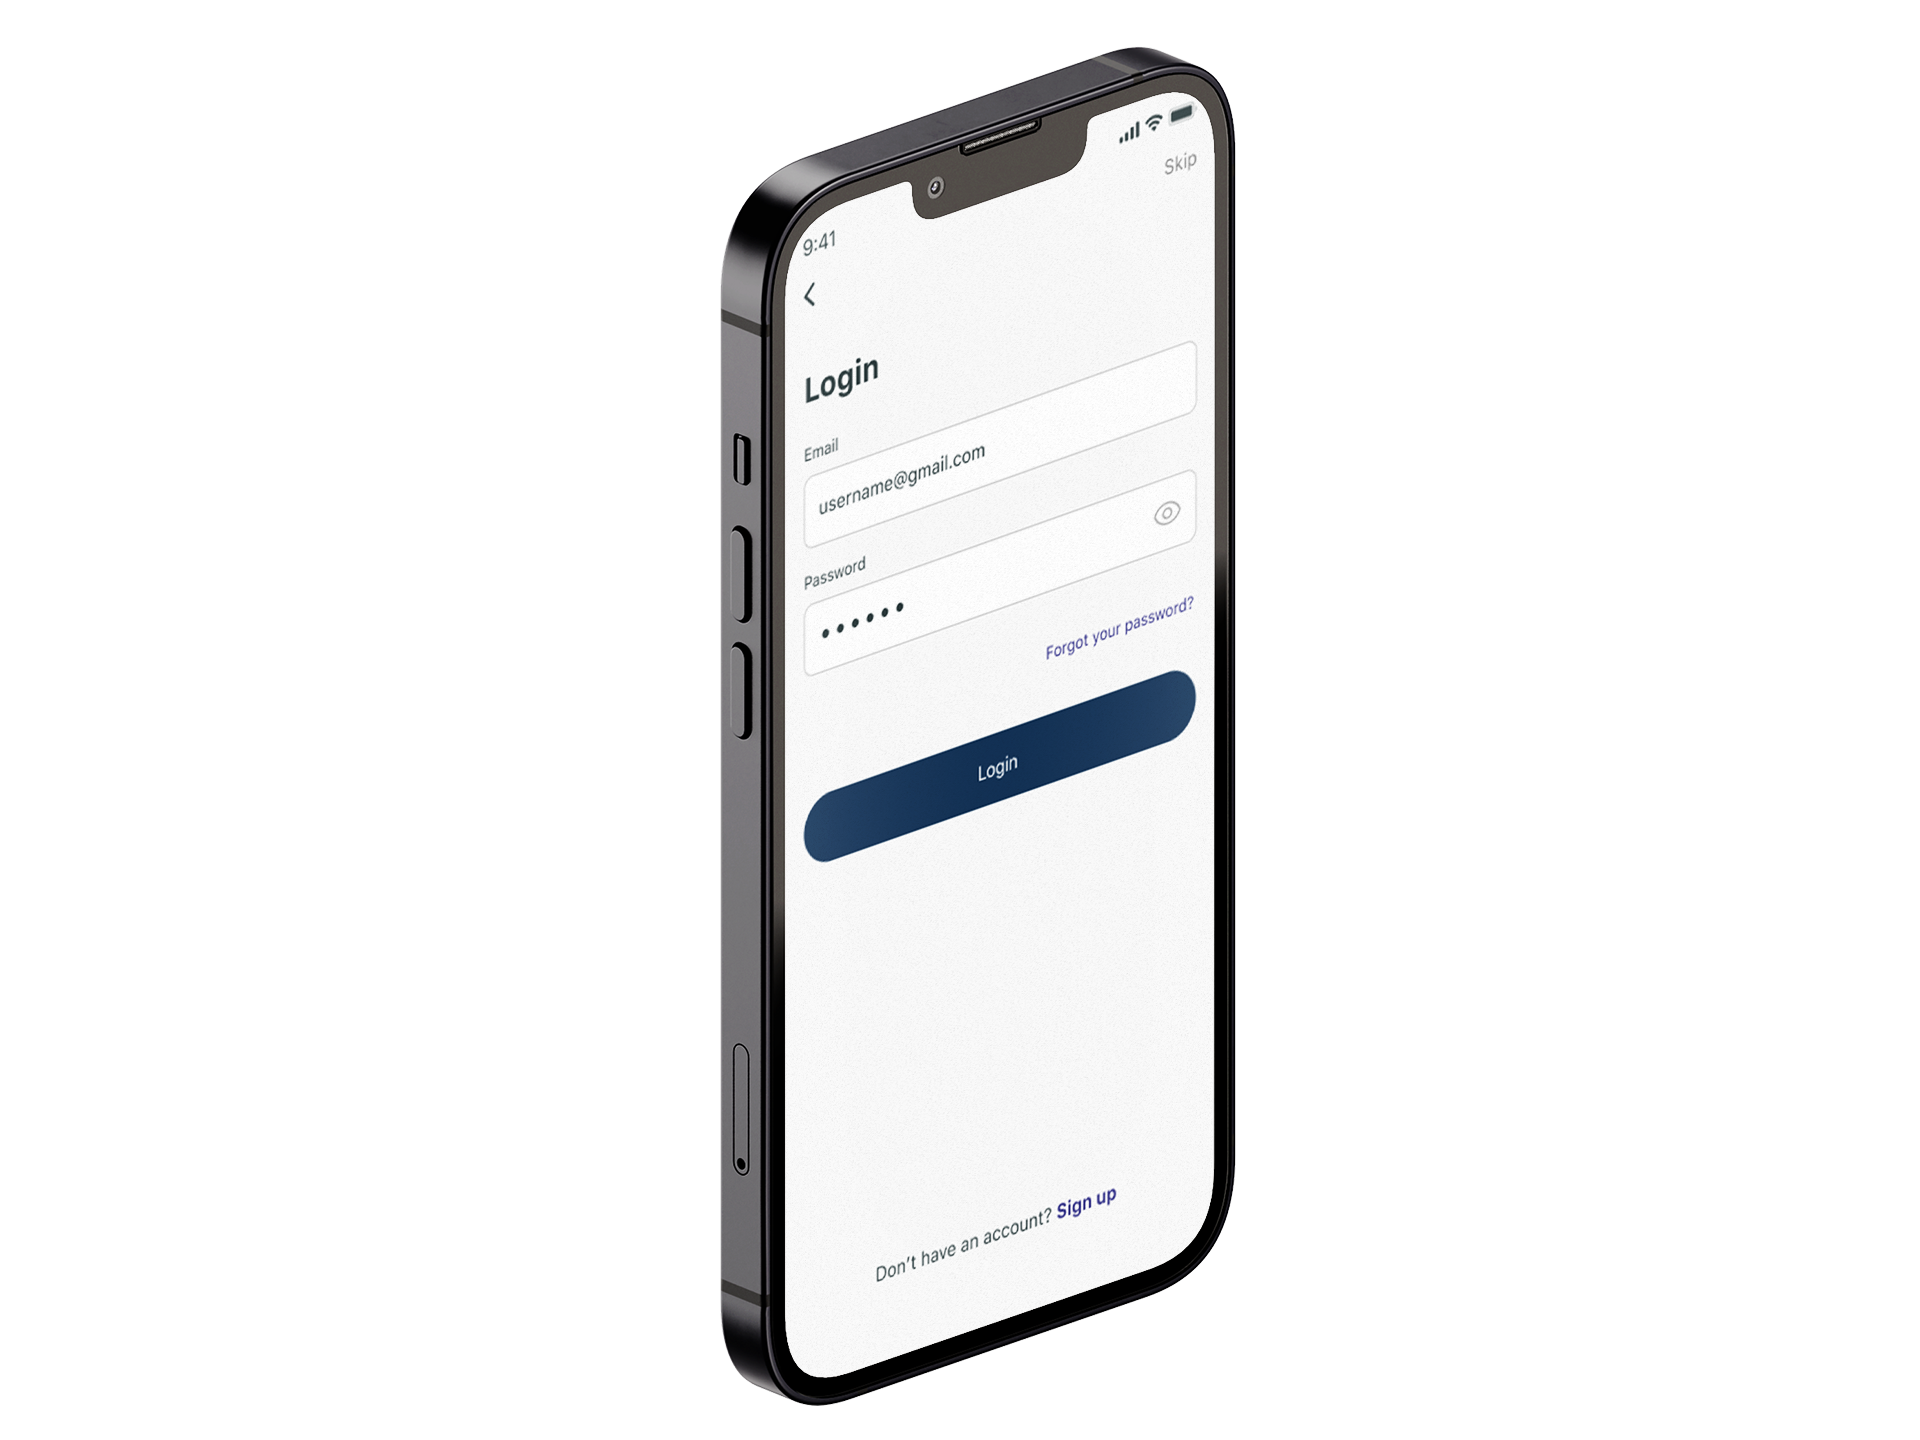 9:41
Skip
Login
Email
username@gmail.com
Password
••••••
Forgot your password?
Login
Don't have an account? Sign up